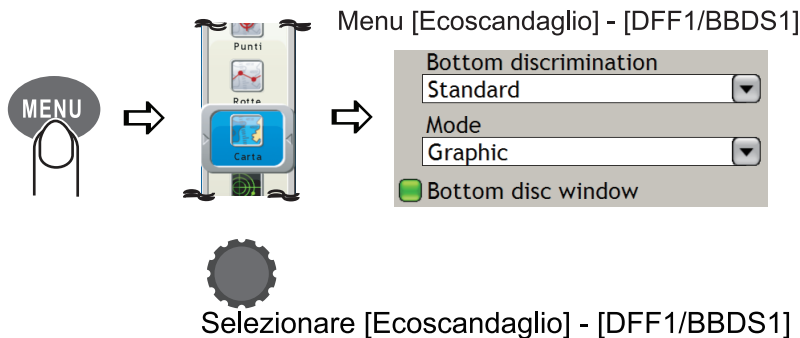 Menu [Ecoscandaglio] - [DFF1/BBDS1]
MENU
Punti
Rotte
Carta
Bottom discrimination
Standard
Mode
Graphic
Bottom disc window
Selezionare [Ecoscandaglio] - [DFF1/BBDS1]